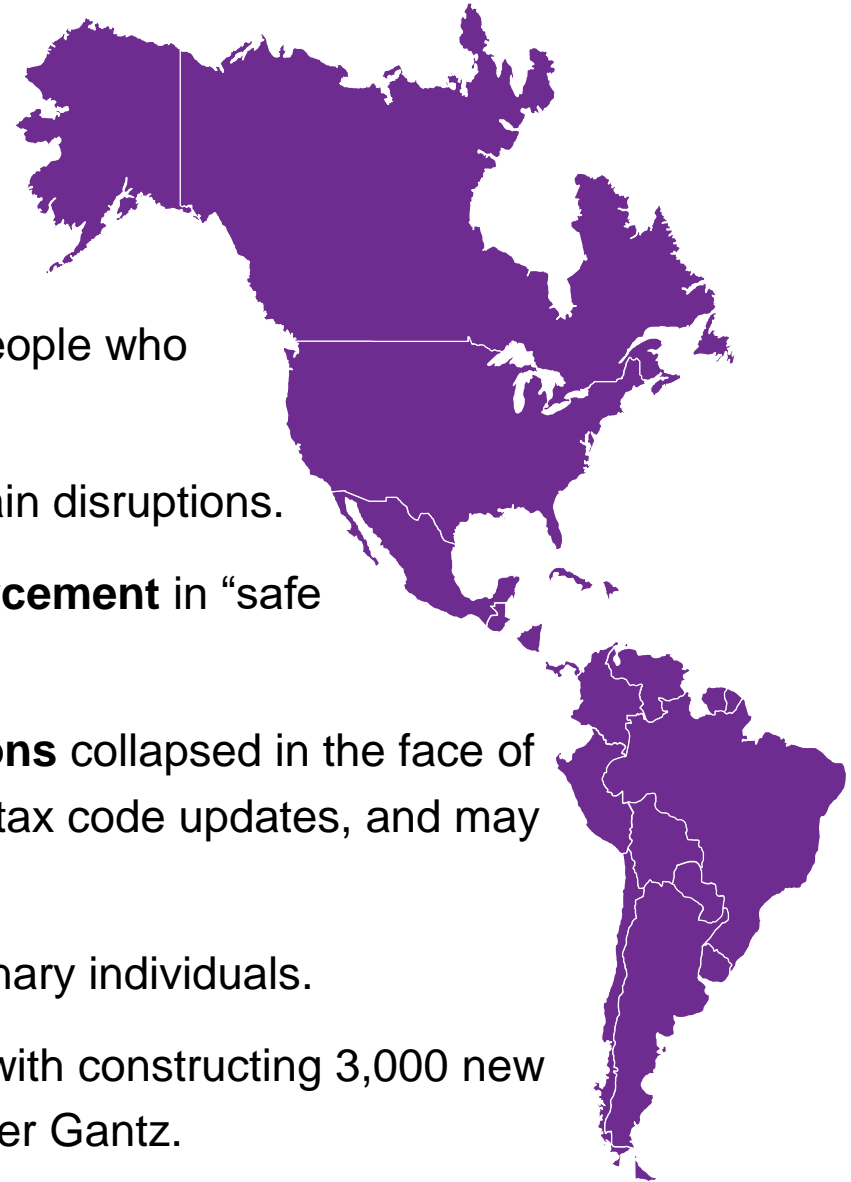 eople who
ain disruptions.
cement in “safe
ons collapsed in the face of
tax code updates, and may
nary individuals.
with constructing 3,000 new
er Gantz.